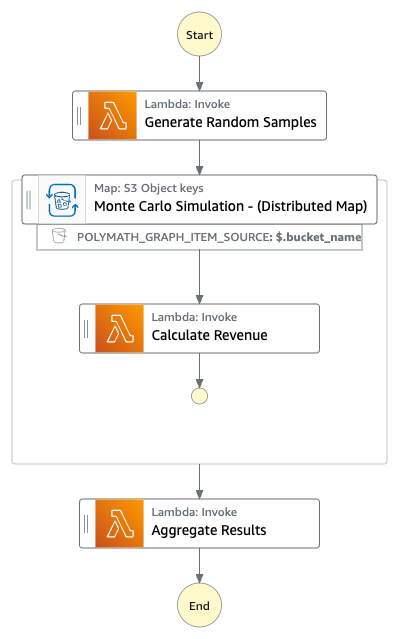 Start
Lambda: Invoke
Generate Random Samples
Map: S3 Object keys
Monte Carlo Simulation - (Distributed Map)
POLYMATH_GRAPH_ITEM_SOURCE: $.bucket_name
Lambda: Invoke
Calculate Revenue
Lambda: Invoke
Aggregate Results
End